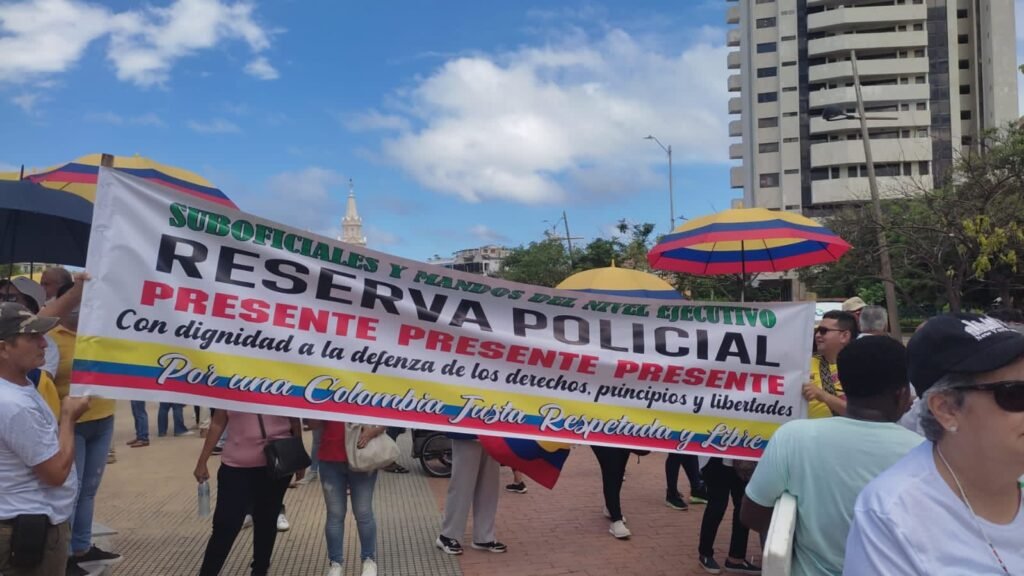 SUBOFICIALES Y MANDOS DEL NIVEL EJECUTIVO
RESERVA POLICIAL
PRESENTE PRESENTE PRESENTE PRESENTE
Con dignidad a la defenza de los derechos, principios y libertades
Por una Colombia Justa Respetada y Libre